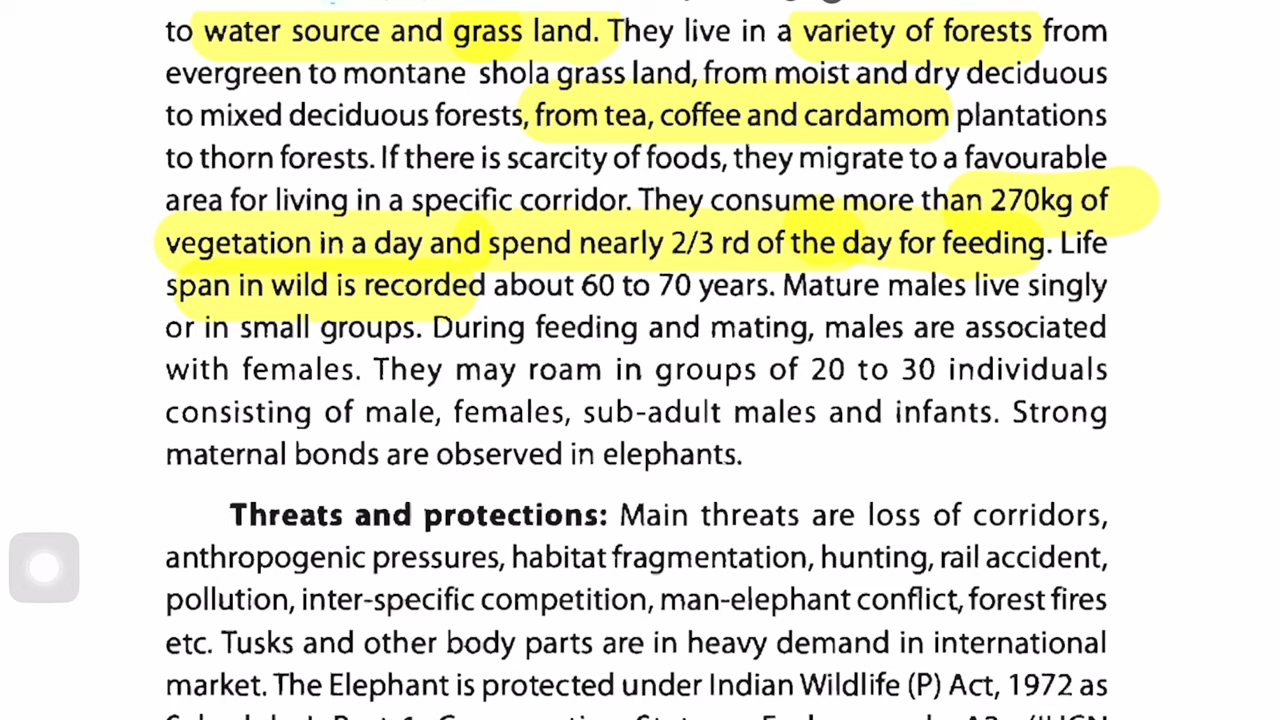 to water source and grass land. They live in a variety of forests from
evergreen to montane shola grass land, from moist and dry deciduous
to mixed deciduous forests, from tea, coffee and cardamom plantations
to thorn forests. If there is scarcity of foods, they migrate to a favourable
area for living in a specific corridor. They consume more than 270kg of
vegetation in a day and spend nearly 2/3 rd of the day for feeding. Life
span in wild is recorded about 60 to 70 years. Mature males live singly
or in small groups. During feeding and mating, males are associated
with females. They may roam in groups of 20 to 30 individuals
consisting of male, females, sub-adult males and infants. Strong
maternal bonds are observed in elephants.
Threats and protections: Main threats are loss of corridors,
anthropogenic pressures, habitat fragmentation, hunting, rail accident,
pollution, inter-specific competition, man-elephant conflict, forest fires
etc. Tusks and other body parts are in heavy demand in international
market. The Elephant is protected under Indian Wildlife (P) Act, 1972 as